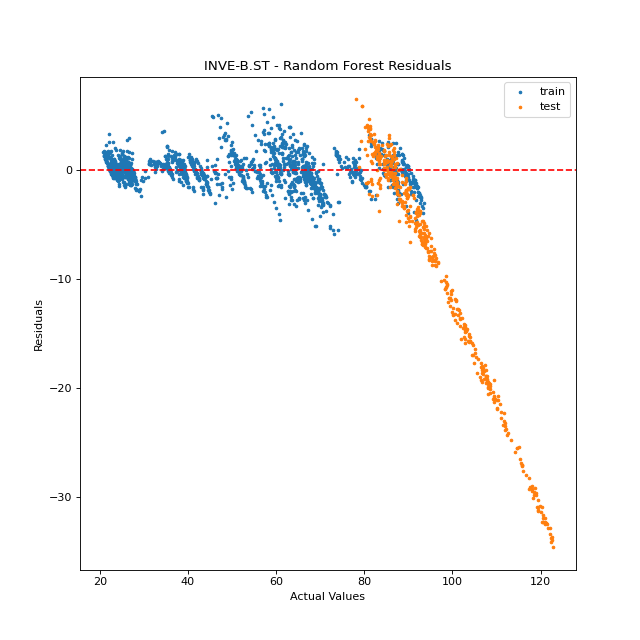 INVE-B.ST - Random Forest Residuals
train
test
0
−10
−20
−30
Residuals
20 40 60 80 100 120
Actual Values